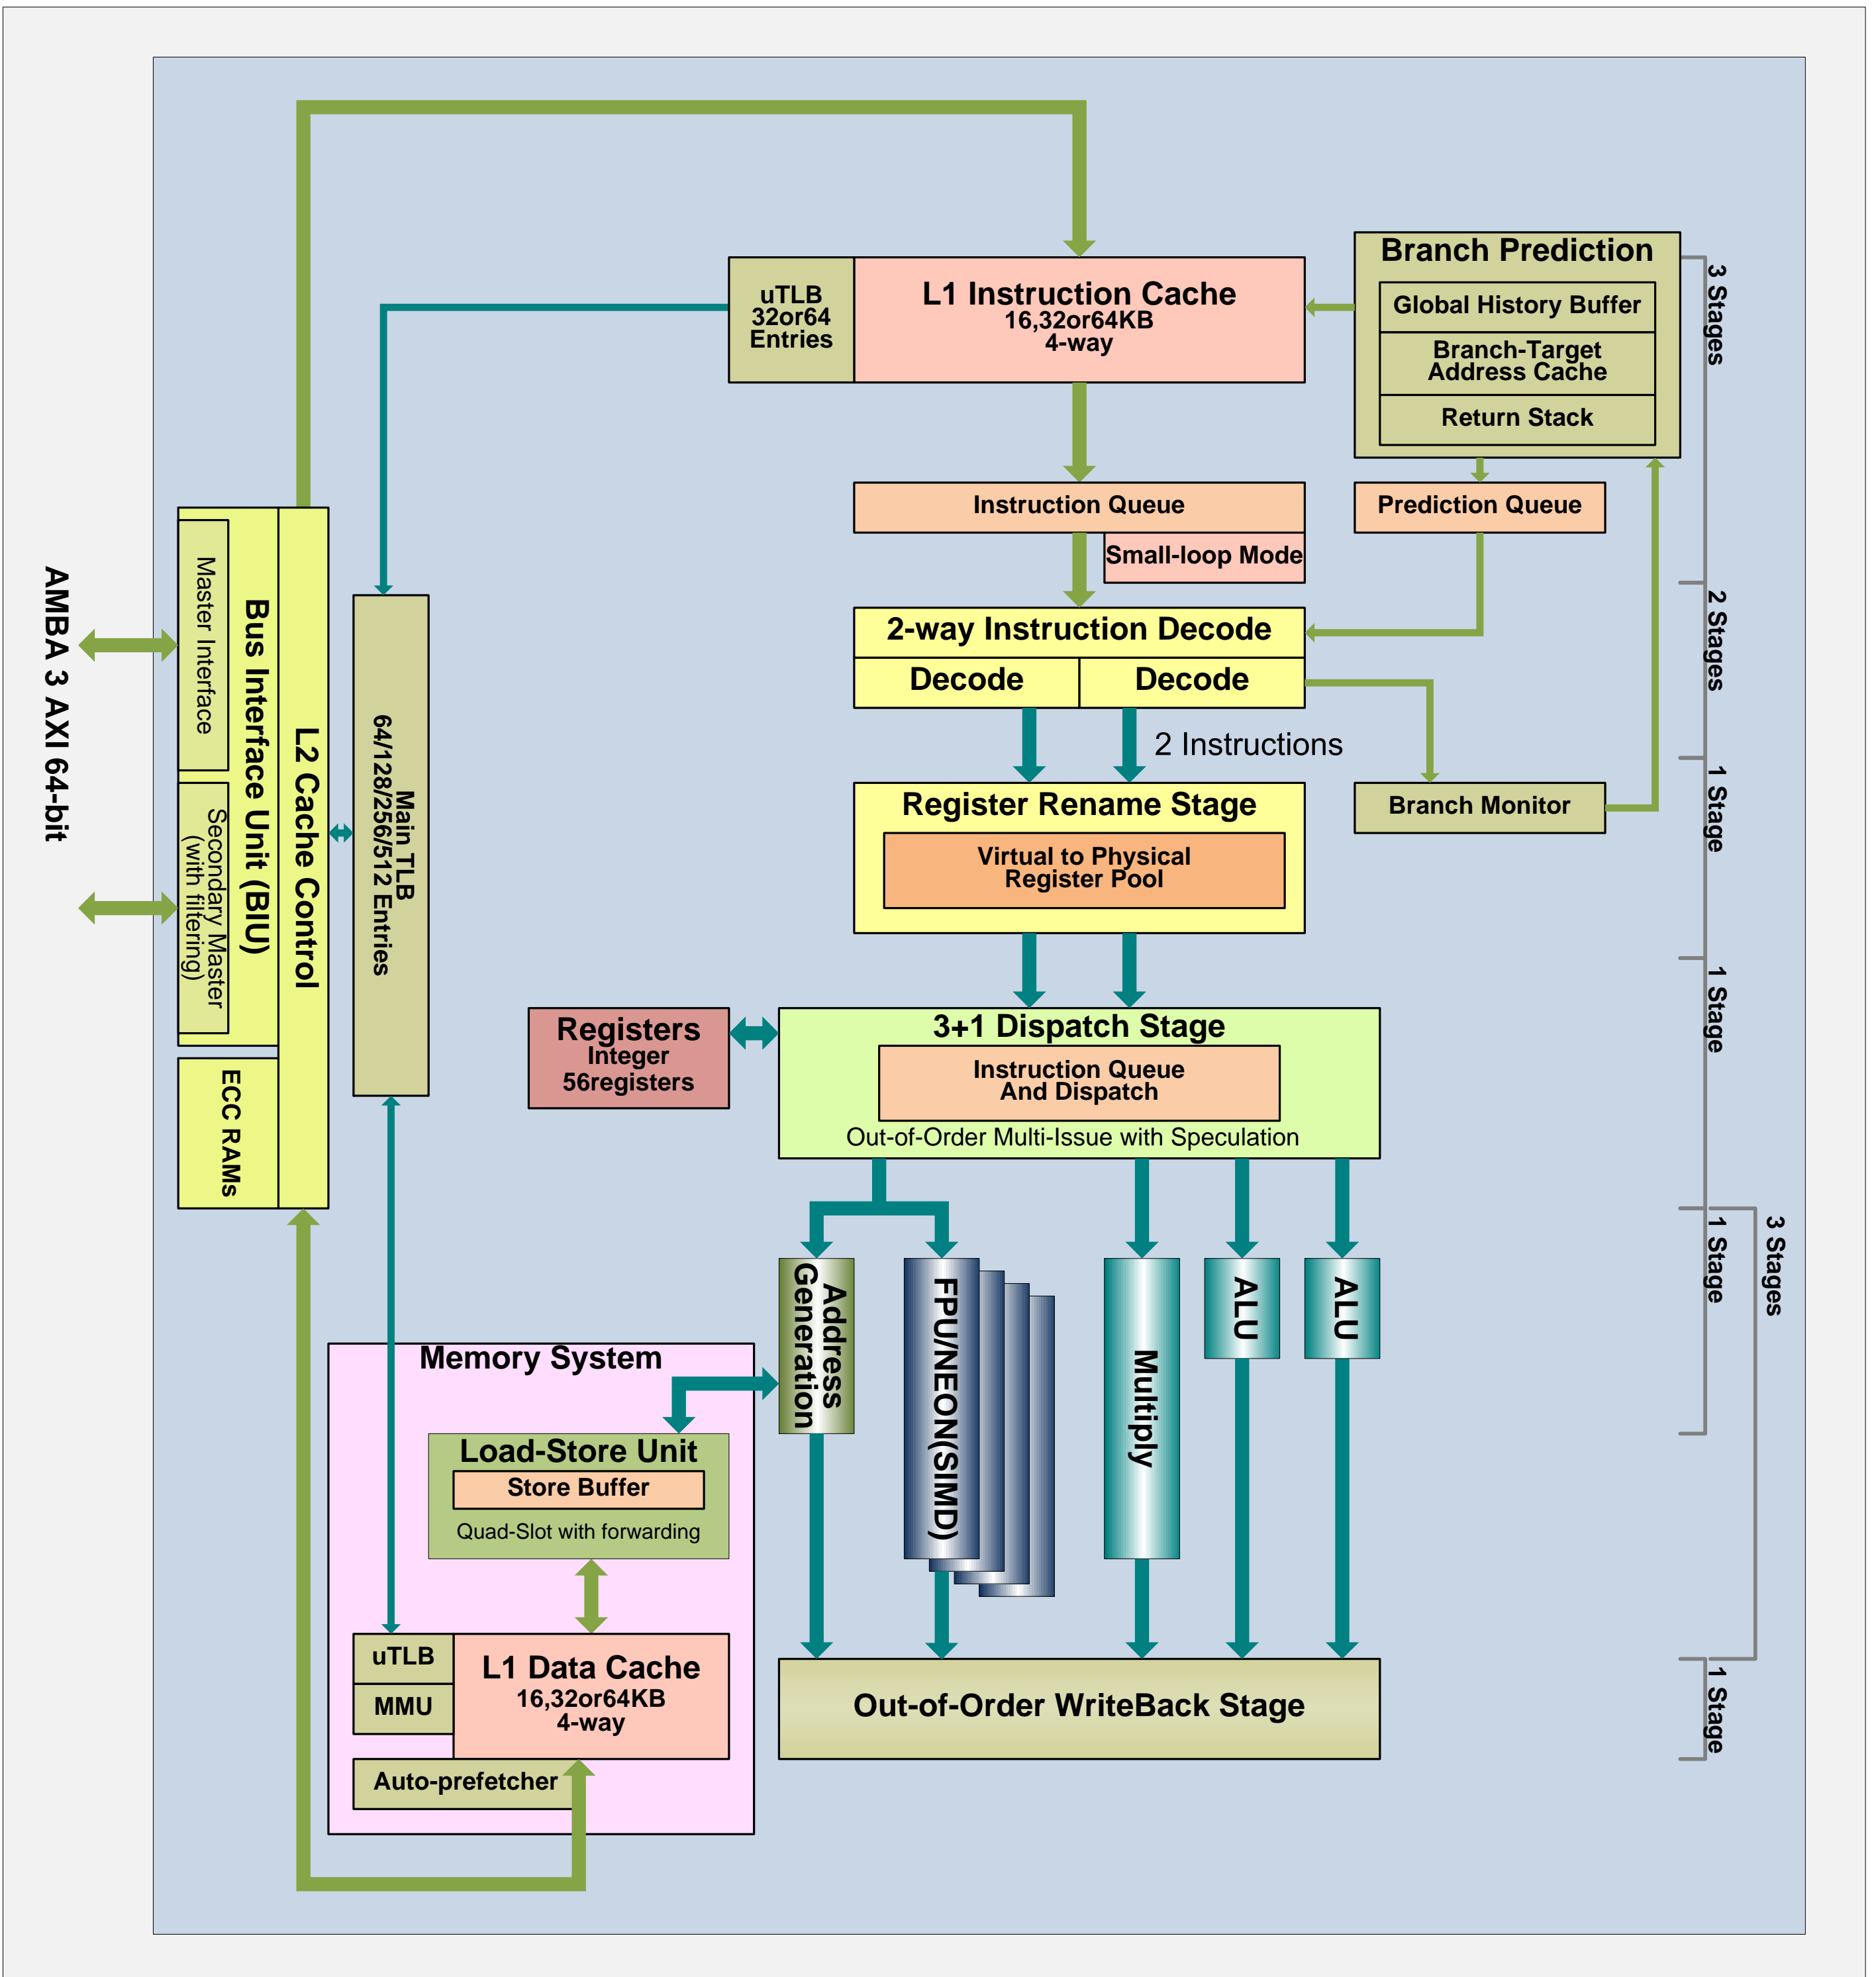 Branch Prediction
Global History Buffer
Branch-Target
Address Cache
Return Stack
3 Stages
uTLB
32or64
Entries
L1 Instruction Cache
16,32or64KB
4-way
Instruction Queue
Prediction Queue
Small-loop Mode
2-way Instruction Decode
Decode
Decode
2 Stages
2 Instructions
Register Rename Stage
Virtual to Physical
Register Pool
Branch Monitor
1 Stage
AMBA 3 AXI 64-bit
Master Interface
Secondary Master
(with filtering)
Bus Interface Unit (BIU)
L2 Cache Control
ECC RAMs
Main TLB
64/128/256/512 Entries
Registers
Integer
56registers
3+1 Dispatch Stage
Instruction Queue
And Dispatch
Out-of-Order Multi-Issue with Speculation
1 Stage
Address
Generation
FPU/NEON(SIMD)
Multiply
ALU
ALU
1 Stage
3 Stages
Memory System
Load-Store Unit
Store Buffer
Quad-Slot with forwarding
uTLB
MMU
L1 Data Cache
16,32or64KB
4-way
Auto-prefetcher
Out-of-Order WriteBack Stage
1 Stage